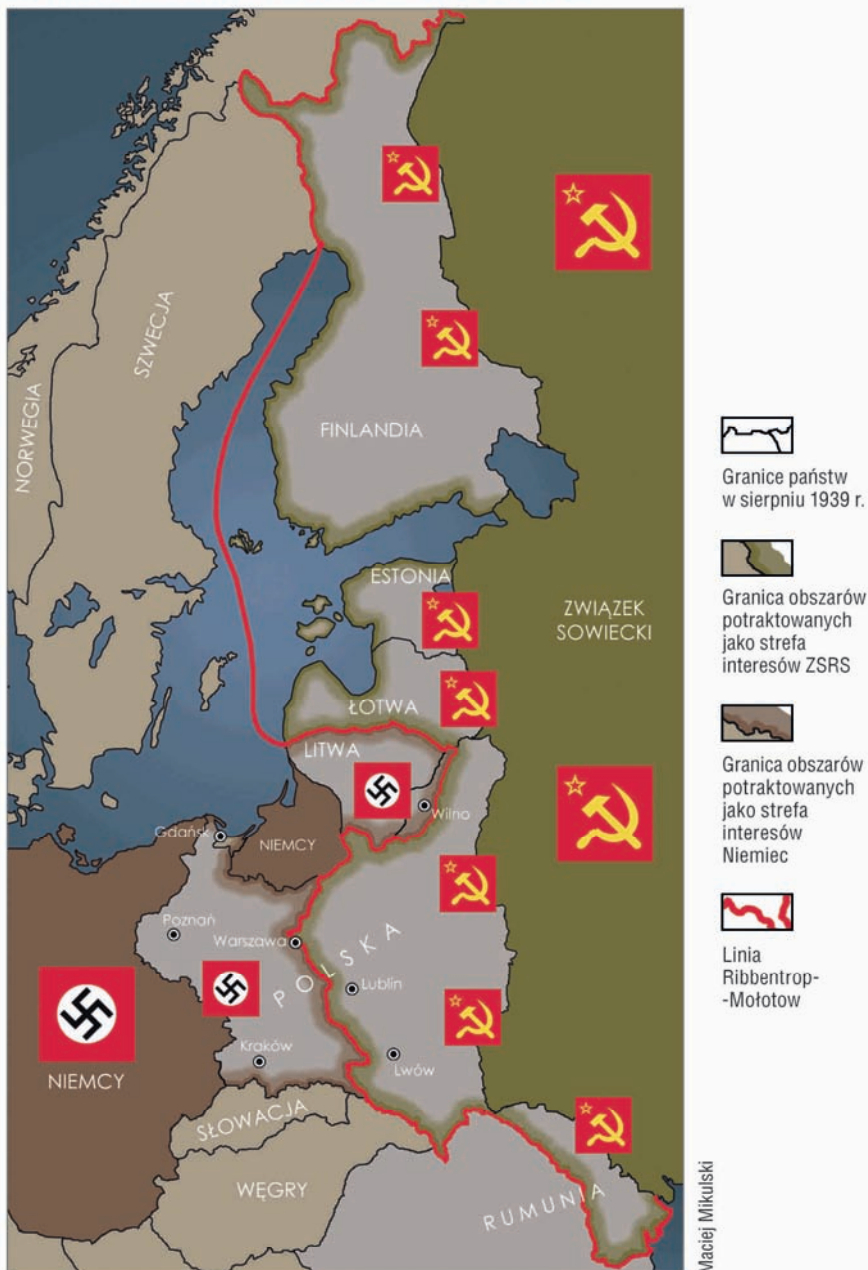 NORWEGIA
SZWECJA
FINLANDIA
ESTONIA
ZWIĄZEK
SOWIECKI
ŁOTWA
LITWA
Wilno
Gdańsk
NIEMCY
Poznań
Warszawa
POLSKA
Lublin
NIEMCY
Kraków
Lwów
SŁOWACJA
WĘGRY
RUMUNIA
Granice państw
w sierpniu 1939 r.
Granica obszarów
potraktowanych
jako strefa
interesów ZSRS
Granica obszarów
potraktowanych
jako strefa
interesów
Niemiec
Linia
Ribbentrop-
-Mołotow
Maciej Mikulski